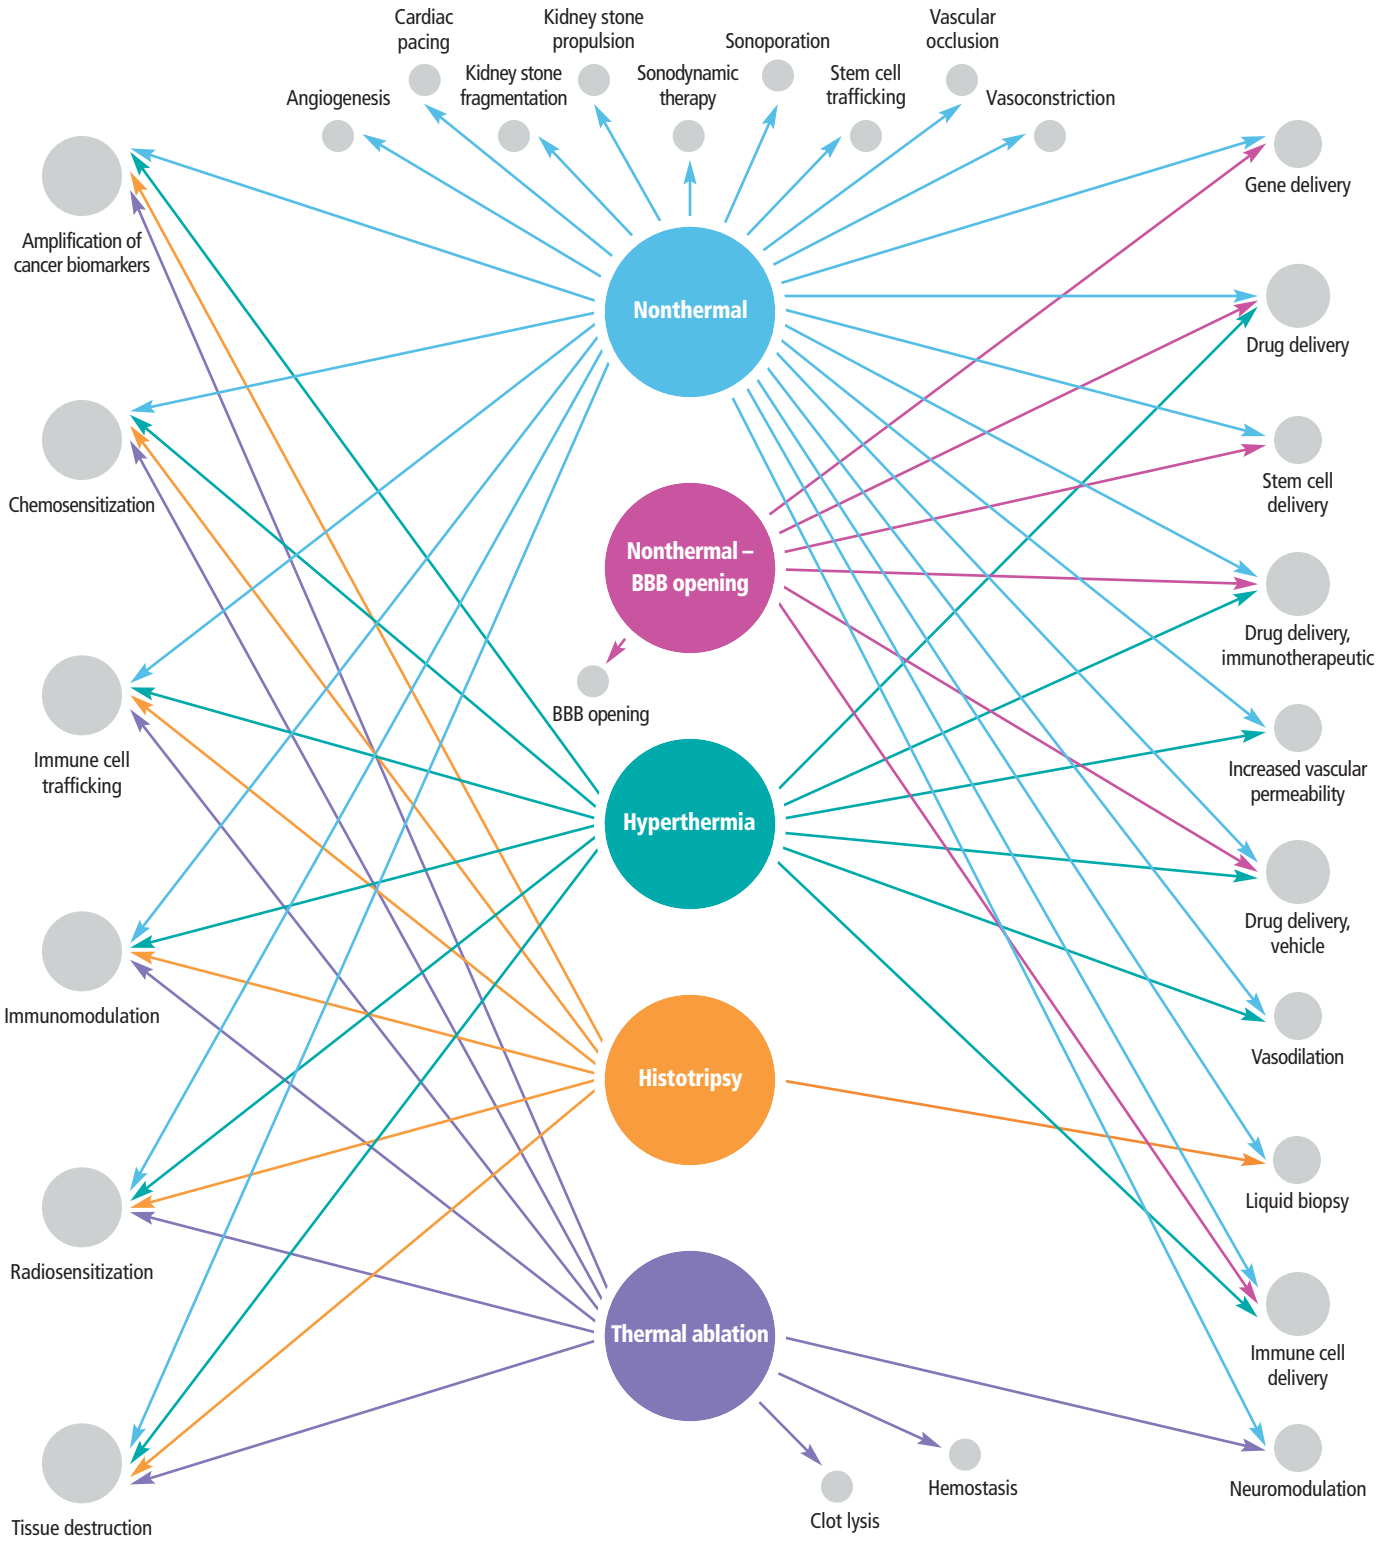 Cardiac
pacing
Kidney stone
propulsion
Sonoporation
Vascular
occlusion
Angiogenesis
Kidney stone
fragmentation
Sonodynamic
therapy
Stem cell
trafficking
Vasoconstriction
Amplification of
cancer biomarkers
Chemosensitization
Immune cell
trafficking
Immunomodulation
Radiosensitization
Tissue destruction
Nonthermal
Nonthermal –
BBB opening
BBB opening
Hyperthermia
Histotripsy
Thermal ablation
Clot lysis
Hemostasis
Gene delivery
Drug delivery
Stem cell
delivery
Drug delivery,
immunotherapeutic
Increased vascular
permeability
Drug delivery,
vehicle
Vasodilation
Liquid biopsy
Immune cell
delivery
Neuromodulation